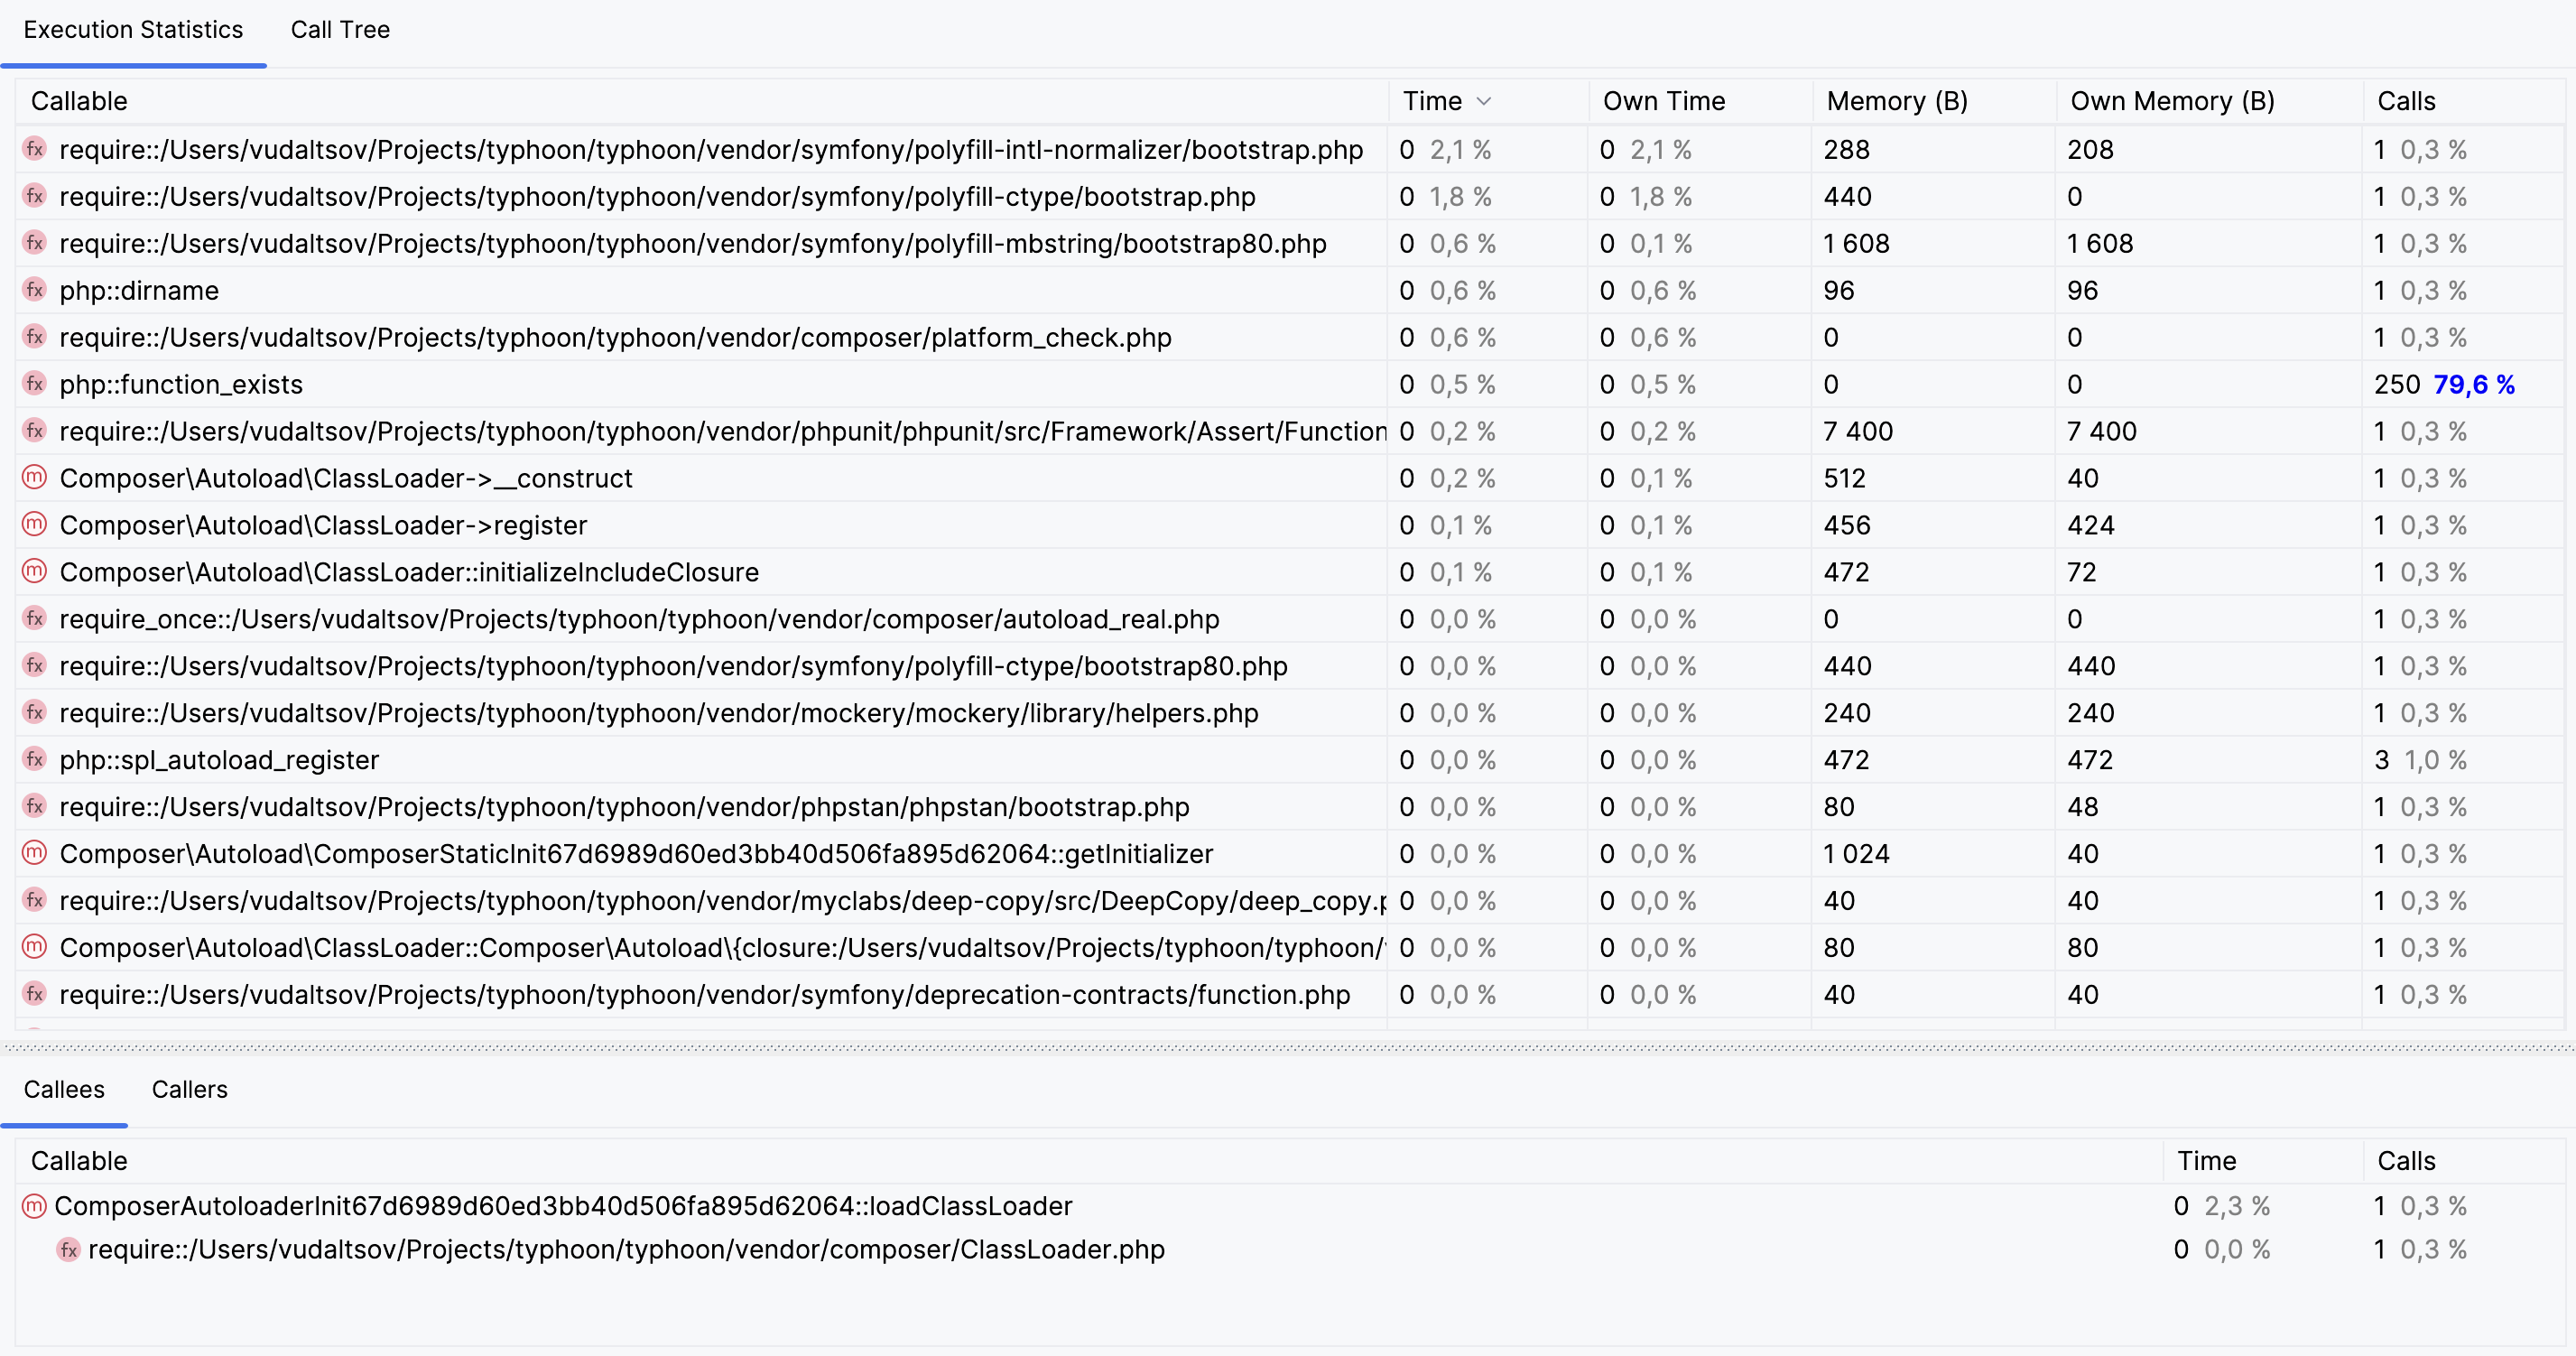 Execution Statistics Call Tree
Callable Time Own Time Memory (B) Own Memory (B) Calls
fx require::/Users/vudaltsov/Projects/typhoon/typhoon/vendor/symfony/polyfill-intl-normalizer/bootstrap.php 0 2,1 % 0 2,1 % 288 208 1 0,3 %
fx require::/Users/vudaltsov/Projects/typhoon/typhoon/vendor/symfony/polyfill-ctype/bootstrap.php 0 1,8 % 0 1,8 % 440 0 1 0,3 %
fx require::/Users/vudaltsov/Projects/typhoon/typhoon/vendor/symfony/polyfill-mbstring/bootstrap80.php 0 0,6 % 0 0,1 % 1 608 1 608 1 0,3 %
fx php::dirname 0 0,6 % 0 0,6 % 96 96 1 0,3 %
fx require::/Users/vudaltsov/Projects/typhoon/typhoon/vendor/composer/platform_check.php 0 0,6 % 0 0,6 % 0 0 1 0,3 %
fx php::function_exists 0 0,5 % 0 0,5 % 0 0 250 79,6 %
fx require::/Users/vudaltsov/Projects/typhoon/typhoon/vendor/phpunit/phpunit/src/Framework/Assert/Function 0 0,2 % 0 0,2 % 7 400 7 400 1 0,3 %
m Composer\Autoload\ClassLoader->__construct 0 0,2 % 0 0,1 % 512 40 1 0,3 %
m Composer\Autoload\ClassLoader->register 0 0,1 % 0 0,1 % 456 424 1 0,3 %
m Composer\Autoload\ClassLoader::initializeIncludeClosure 0 0,1 % 0 0,1 % 472 72 1 0,3 %
fx require_once::/Users/vudaltsov/Projects/typhoon/typhoon/vendor/composer/autoload_real.php 0 0,0 % 0 0,0 % 0 0 1 0,3 %
fx require::/Users/vudaltsov/Projects/typhoon/typhoon/vendor/symfony/polyfill-ctype/bootstrap80.php 0 0,0 % 0 0,0 % 440 440 1 0,3 %
fx require::/Users/vudaltsov/Projects/typhoon/typhoon/vendor/mockery/mockery/library/helpers.php 0 0,0 % 0 0,0 % 240 240 1 0,3 %
fx php::spl_autoload_register 0 0,0 % 0 0,0 % 472 472 3 1,0 %
fx require::/Users/vudaltsov/Projects/typhoon/typhoon/vendor/phpstan/phpstan/bootstrap.php 0 0,0 % 0 0,0 % 80 48 1 0,3 %
m Composer\Autoload\ComposerStaticInit67d6989d60ed3bb40d506fa895d62064::getInitializer 0 0,0 % 0 0,0 % 1 024 40 1 0,3 %
fx require::/Users/vudaltsov/Projects/typhoon/typhoon/vendor/myclabs/deep-copy/src/DeepCopy/deep_copy.p 0 0,0 % 0 0,0 % 40 40 1 0,3 %
m Composer\Autoload\ClassLoader::Composer\Autoload\{closure:/Users/vudaltsov/Projects/typhoon/typhoon/ 0 0,0 % 0 0,0 % 80 80 1 0,3 %
fx require::/Users/vudaltsov/Projects/typhoon/typhoon/vendor/symfony/deprecation-contracts/function.php 0 0,0 % 0 0,0 % 40 40 1 0,3 %
Callees Callers
Callable Time Calls
m ComposerAutoloaderInit67d6989d60ed3bb40d506fa895d62064::loadClassLoader 0 2,3 % 1 0,3 %
fx require::/Users/vudaltsov/Projects/typhoon/typhoon/vendor/composer/ClassLoader.php 0 0,0 % 1 0,3 %